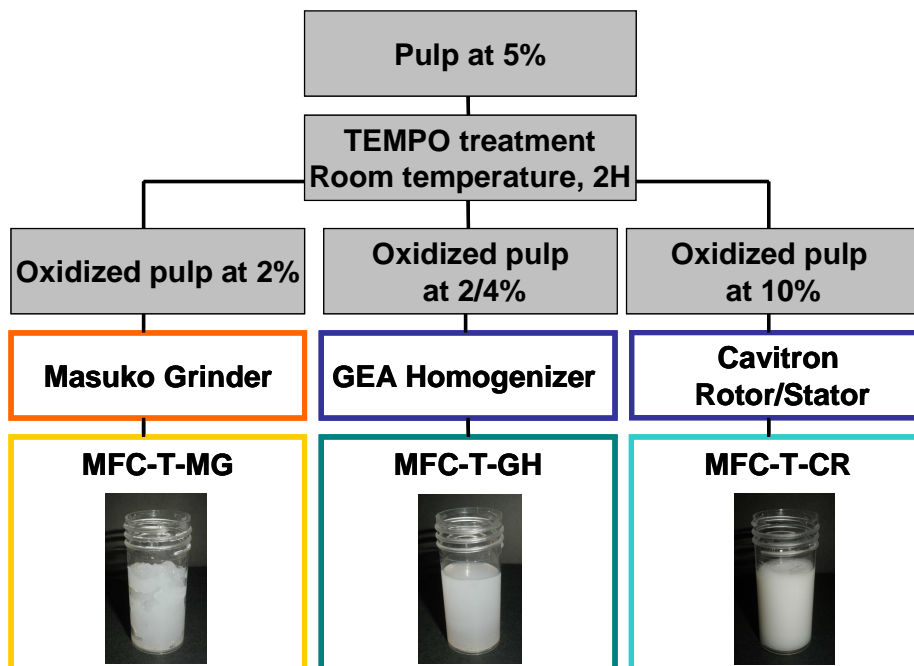 Pulp at 5%
TEMPO treatment
Room temperature, 2H
Oxidized pulp at 2%
Oxidized pulp
at 2/4%
Oxidized pulp
at 10%
Masuko Grinder
GEA Homogenizer
Cavitron
Rotor/Stator
MFC-T-MG
MFC-T-GH
MFC-T-CR